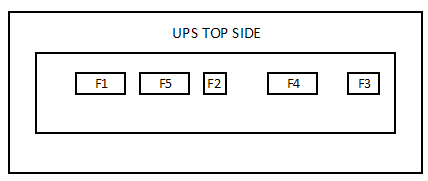 UPS TOP SIDE
F1 F5 F2 F4 F3